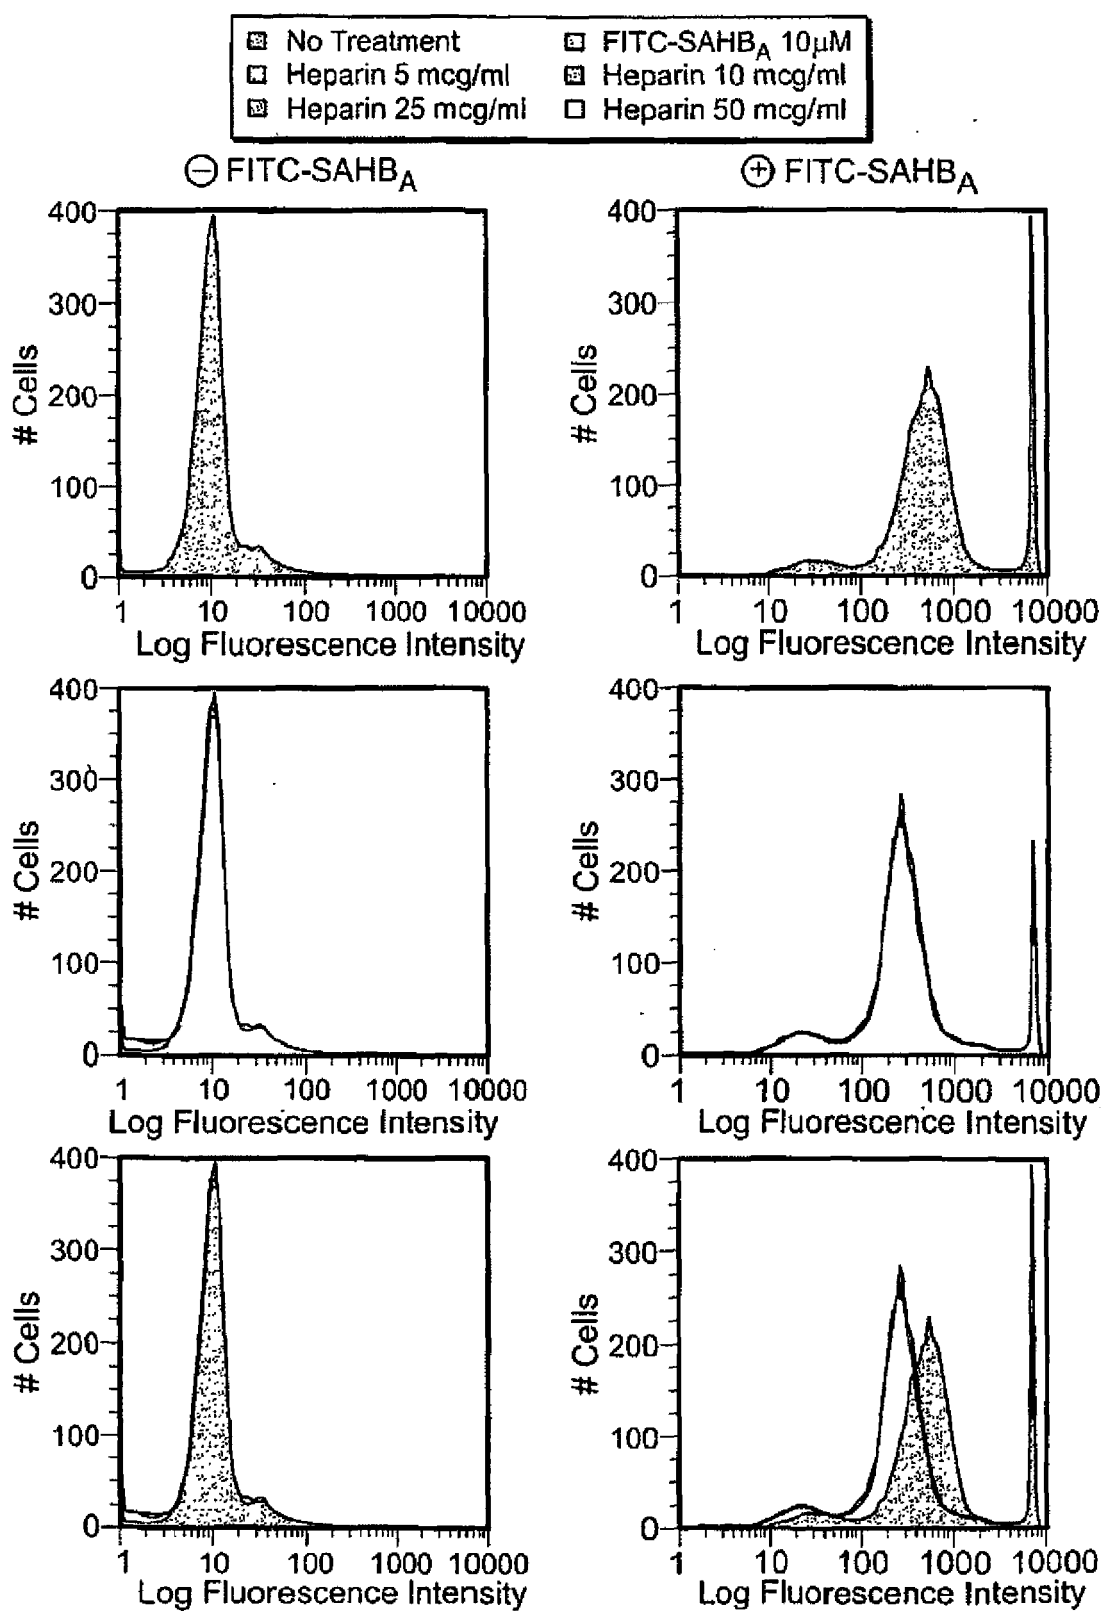 No Treatment
FITC-SAHBA 10µM
Heparin 5 mcg/ml
Heparin 10 mcg/ml
Heparin 25 mcg/ml
Heparin 50 mcg/ml
⊖ FITC-SAHBA
⊕ FITC-SAHBA
400
300
200
100
0
# Cells
1 10 100 1000 10000
Log Fluorescence Intensity
400
300
200
100
0
# Cells
1 10 100 1000 10000
Log Fluorescence Intensity
400
300
200
100
0
# Cells
1 10 100 1000 10000
Log Fluorescence Intensity
400
300
200
100
0
# Cells
1 10 100 1000 10000
Log Fluorescence Intensity
400
300
200
100
0
# Cells
1 10 100 1000 10000
Log Fluorescence Intensity
400
300
200
100
0
# Cells
1 10 100 1000 10000
Log Fluorescence Intensity